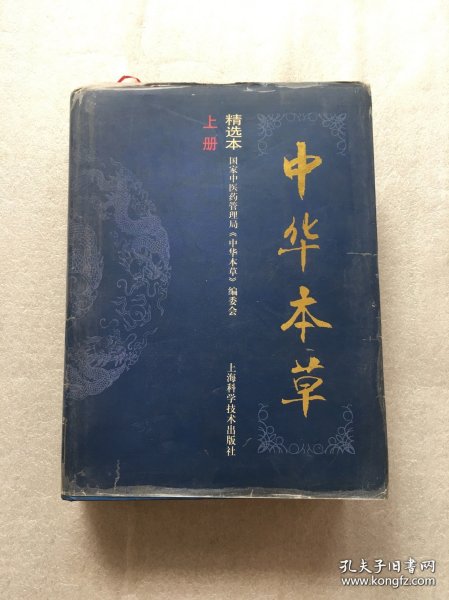 中华本草
精选本
上册
国家中医药管理局《中华本草》编委会
上海科学技术出版社
孔夫子旧书网
www.kongfz.com